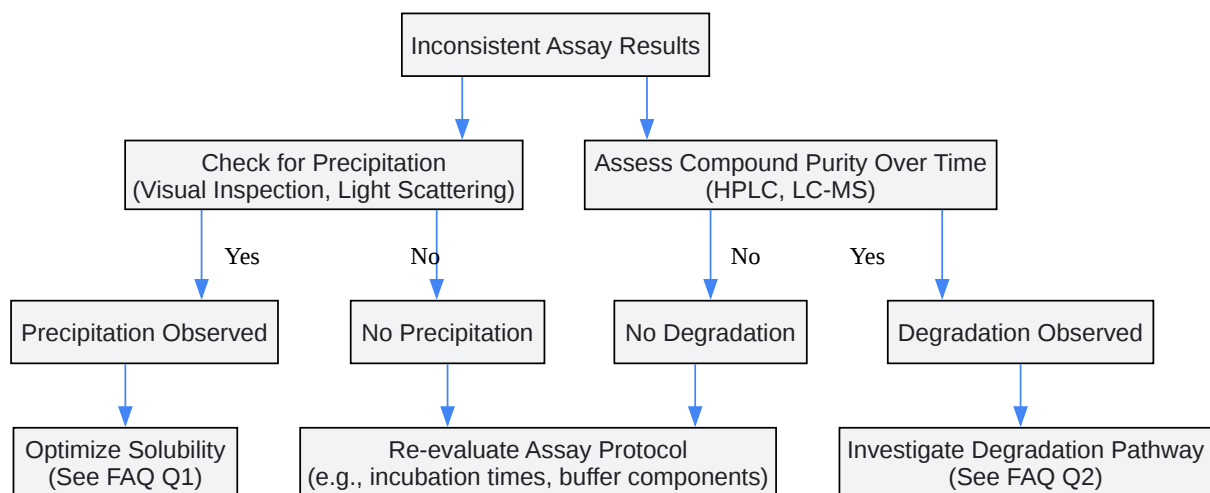 Inconsistent Assay Results
Check for Precipitation
(Visual Inspection, Light Scattering)
Assess Compound Purity Over Time
(HPLC, LC-MS)
Yes
No
No
Yes
Precipitation Observed
No Precipitation
No Degradation
Degradation Observed
Optimize Solubility
(See FAQ Q1)
Re-evaluate Assay Protocol
(e.g., incubation times, buffer components)
Investigate Degradation Pathway
(See FAQ Q2)